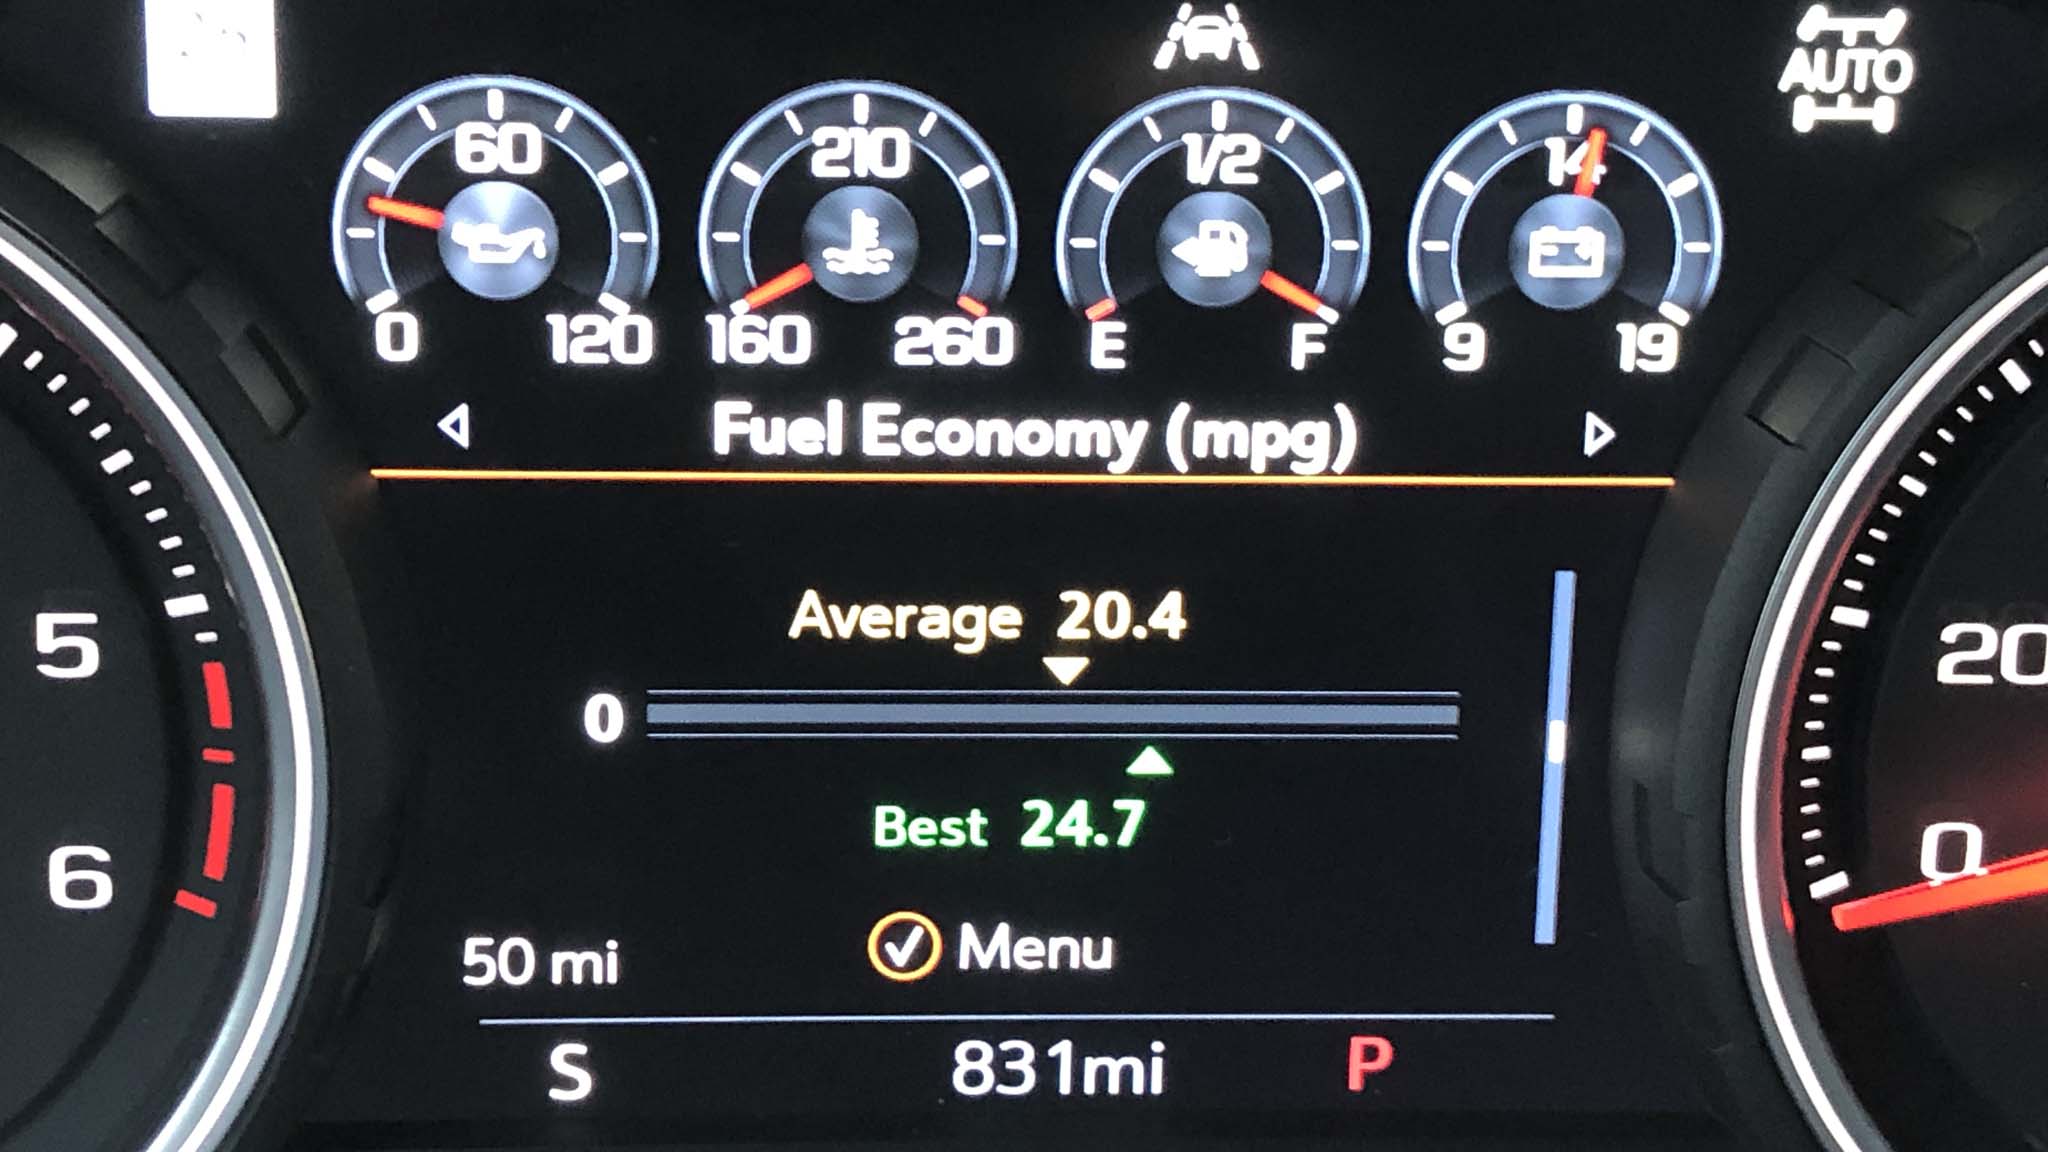 AUTO
60 210 1/2 14
0 120 160 260 E F 9 19
Fuel Economy (mpg)
Average 20.4
0
Best 24.7
50 mi Menu
S 831mi P
5
6
20
0